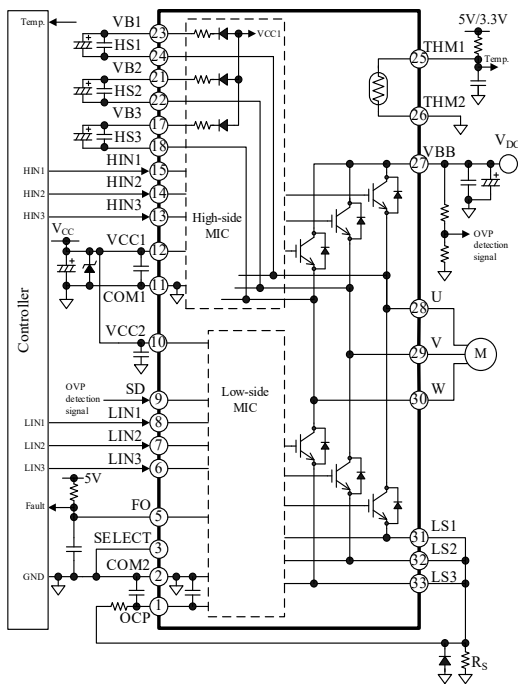 Temp.
VB1
23
HS1
24
VB2
21
HS2
22
VB3
17
HS3
18
HIN1
HIN1
15
HIN2
HIN2
14
HIN3
HIN3
13
VCC
VCC1
12
COM1
11
VCC2
10
OVP
detection
signal
SD
9
LIN1
LIN1
8
LIN2
LIN2
7
LIN3
LIN3
6
5V
Fault
FO
5
SELECT
3
GND
COM2
2
1
OCP
Controller
VCC1
High-side
MIC
Low-side
MIC
5V/3.3V
THM1
25
Temp.
26
THM2
VBB
27
VDC
OVP
detection
signal
28
U
29
V
M
30
W
31
LS1
32
LS2
33
LS3
RS